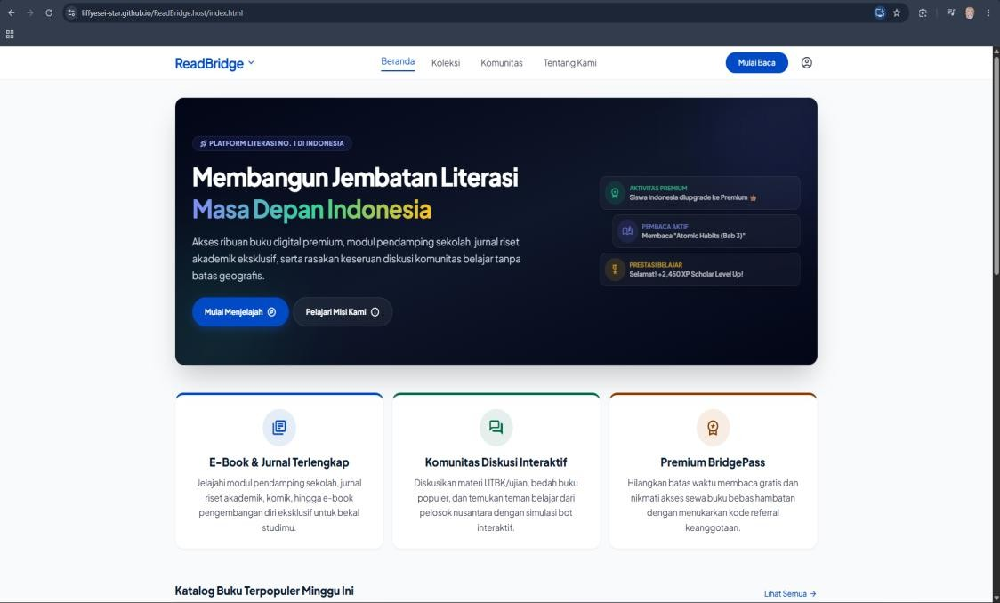 liffyesei-star.github.io/ReadBridge.host/index.html
ReadBridge
Beranda
Koleksi
Komunitas
Tentang Kami
Mulai Baca
PLATFORM LITERASI NO. 1 DI INDONESIA
Membangun Jembatan Literasi
Masa Depan Indonesia
Akses ribuan buku digital premium, modul pendamping sekolah, jurnal riset
akademik eksklusif, serta rasakan keseruan diskusi komunitas belajar tanpa
batas geografis.
Mulai Menjelajah
Pelajari Misi Kami
AKTIVITAS PREMIUM
Siswa Indonesia diupgrade ke Premium 👑
PEMBACA AKTIF
Membaca "Atomic Habits (Bab 3)"
PRESTASI BELAJAR
Selamat! +2,450 XP Scholar Level Up!
E-Book & Jurnal Terlengkap
Jelajahi modul pendamping sekolah, jurnal
riset akademik, komik, hingga e-book
pengembangan diri eksklusif untuk bekal
studimu.
Komunitas Diskusi Interaktif
Diskusikan materi UTBK/ujian, bedah buku
populer, dan temukan teman belajar dari
pelosok nusantara dengan simulasi bot
interaktif.
Premium BridgePass
Hilangkan batas waktu membaca gratis dan
nikmati akses sewa buku bebas hambatan
dengan menukarkan kode referral
keanggotaan.
Katalog Buku Terpopuler Minggu Ini
Lihat Semua →